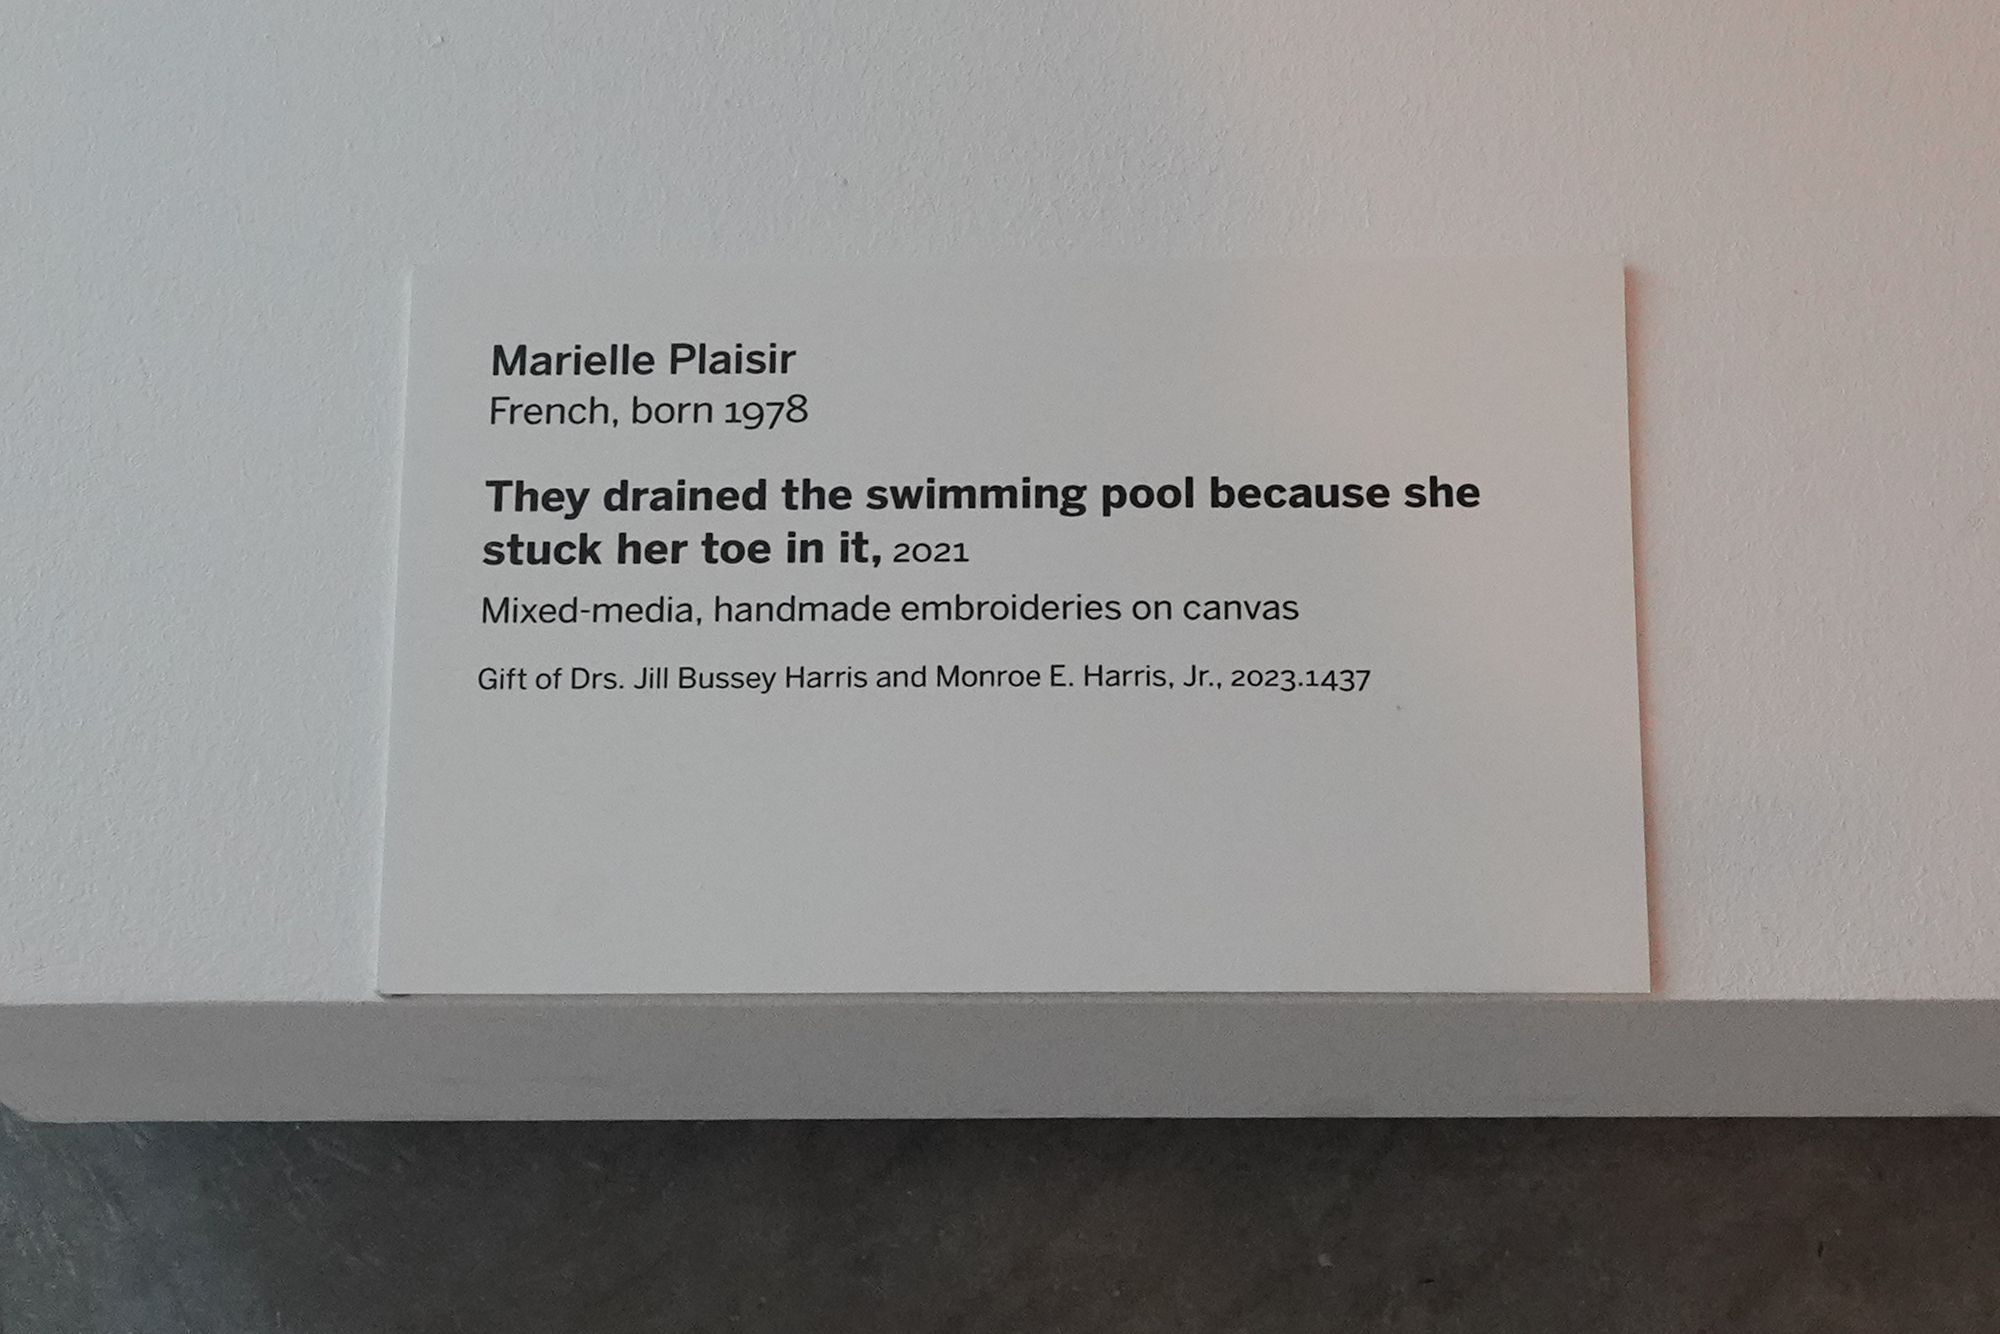 Marielle Plaisir
French, born 1978
They drained the swimming pool because she
stuck her toe in it, 2021
Mixed-media, handmade embroideries on canvas
Gift of Drs. Jill Bussey Harris and Monroe E. Harris, Jr., 2023.1437